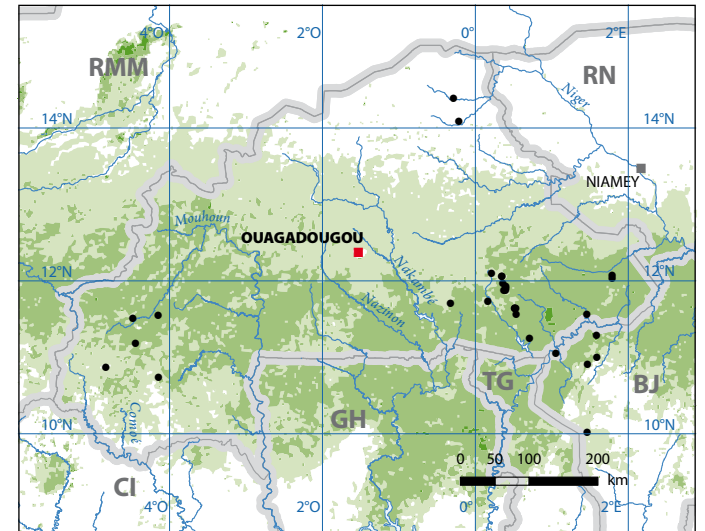 4°O 2°O 0° 2°E
RMM
RN
Niger
14°N 14°N
NIAMEY
Mouhoun
OUAGADOUGOU
Nakambe
12°N 12°N
Nazinon
TG
BJ
GH
Comoé
10°N 10°N
0 50 100 200
km
CI
4°O 2°O 0° 2°E